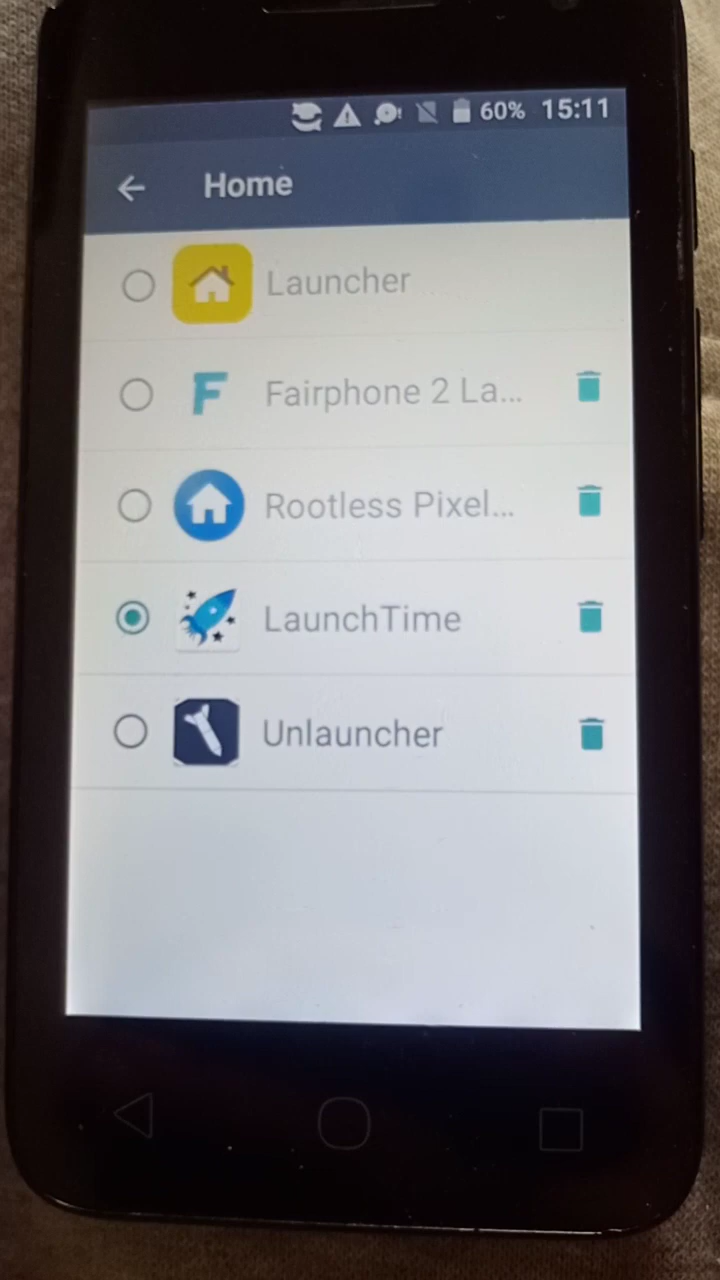 60% 15:11
Home
Launcher
Fairphone 2 La...
Rootless Pixel...
LaunchTime
Unlauncher